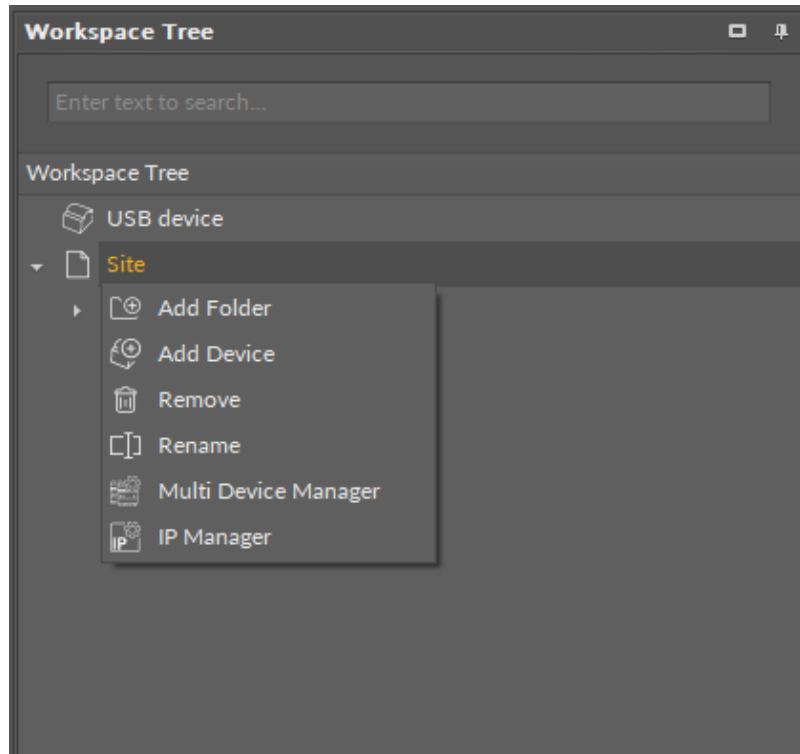 Workspace Tree
Enter text to search...
Workspace Tree
USB device
Site
Add Folder
Add Device
Remove
Rename
Multi Device Manager
IP IP Manager